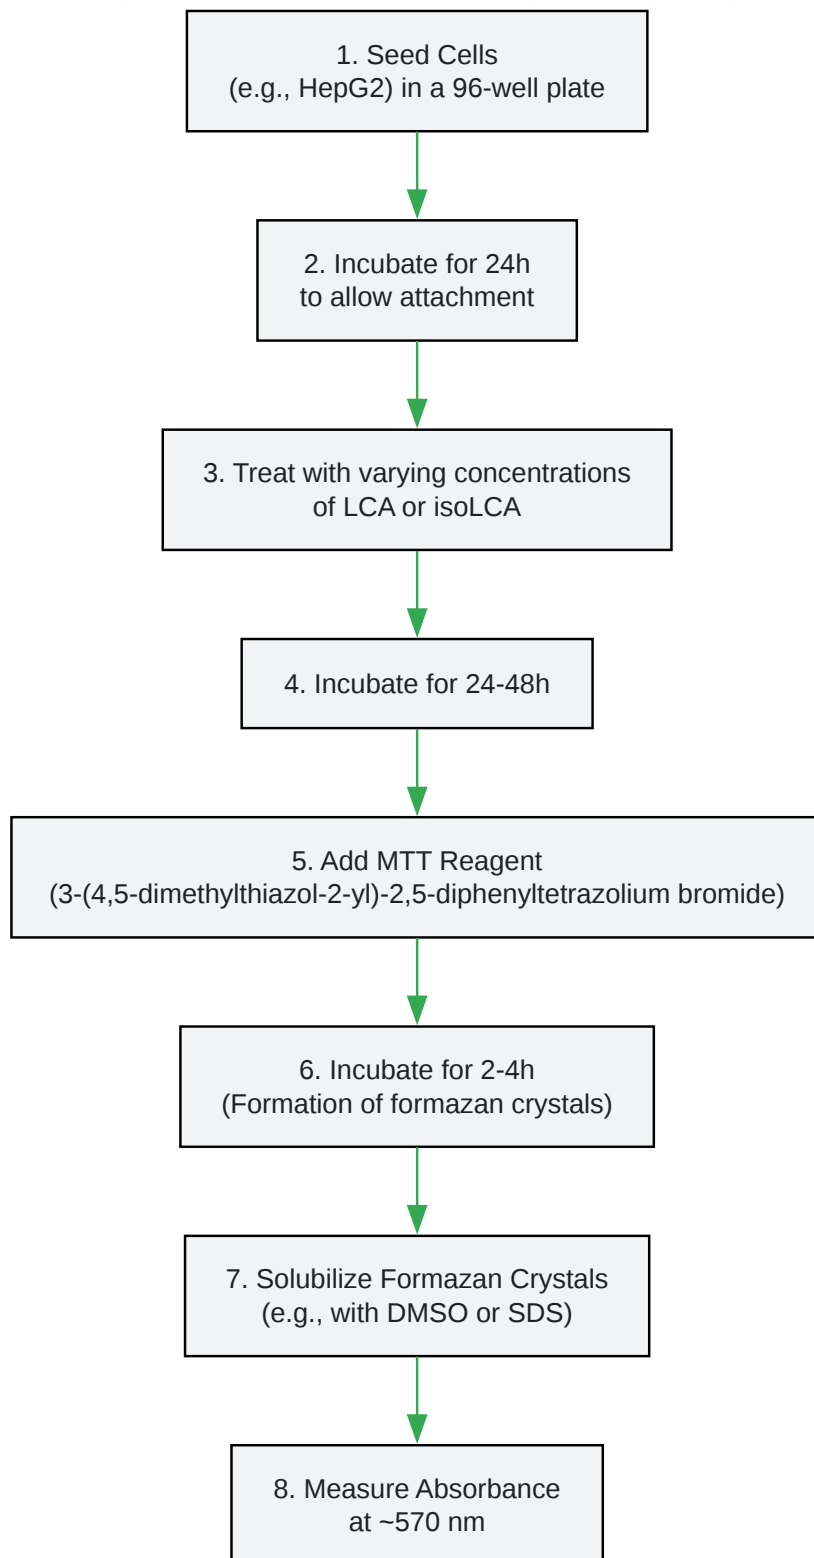 1. Seed Cells
(e.g., HepG2) in a 96-well plate
2. Incubate for 24h
to allow attachment
3. Treat with varying concentrations
of LCA or isoLCA
4. Incubate for 24-48h
5. Add MTT Reagent
(3-(4,5-dimethylthiazol-2-yl)-2,5-diphenyltetrazolium bromide)
6. Incubate for 2-4h
(Formation of formazan crystals)
7. Solubilize Formazan Crystals
(e.g., with DMSO or SDS)
8. Measure Absorbance
at ~570 nm